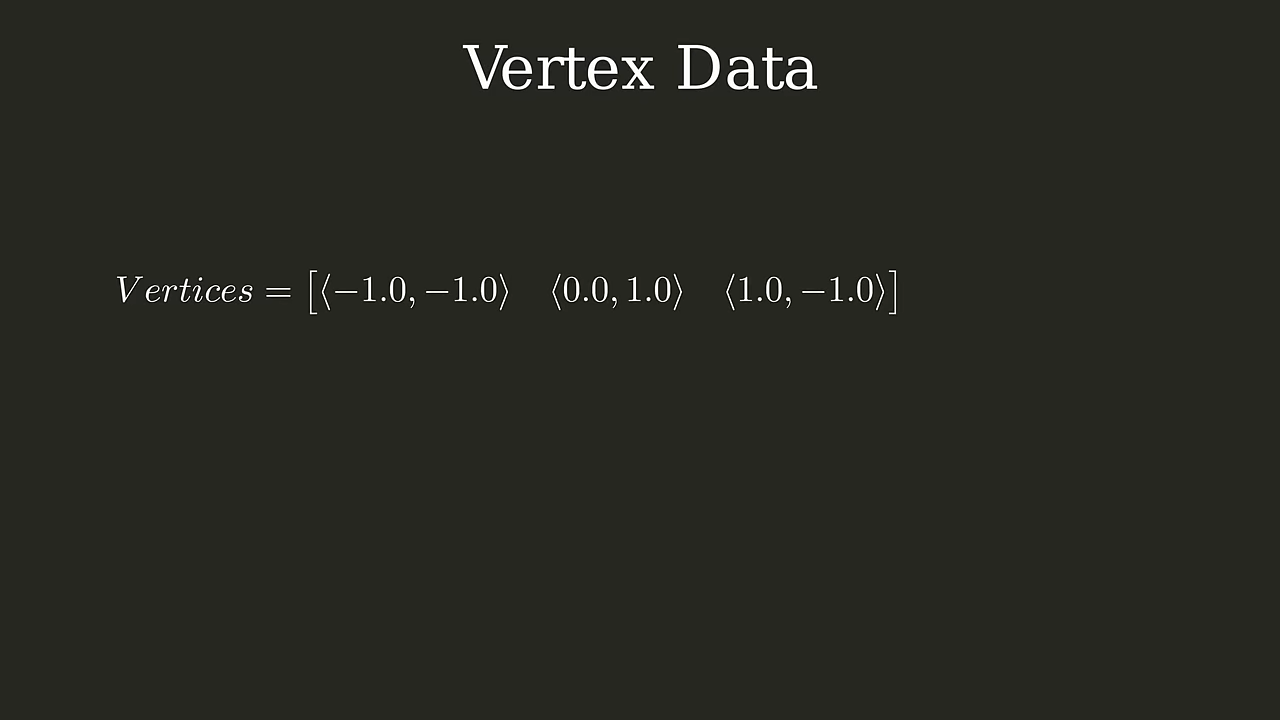 Vertex Data
Vertices = [⟨−1.0, −1.0⟩ ⟨0.0, 1.0⟩ ⟨1.0, −1.0⟩]